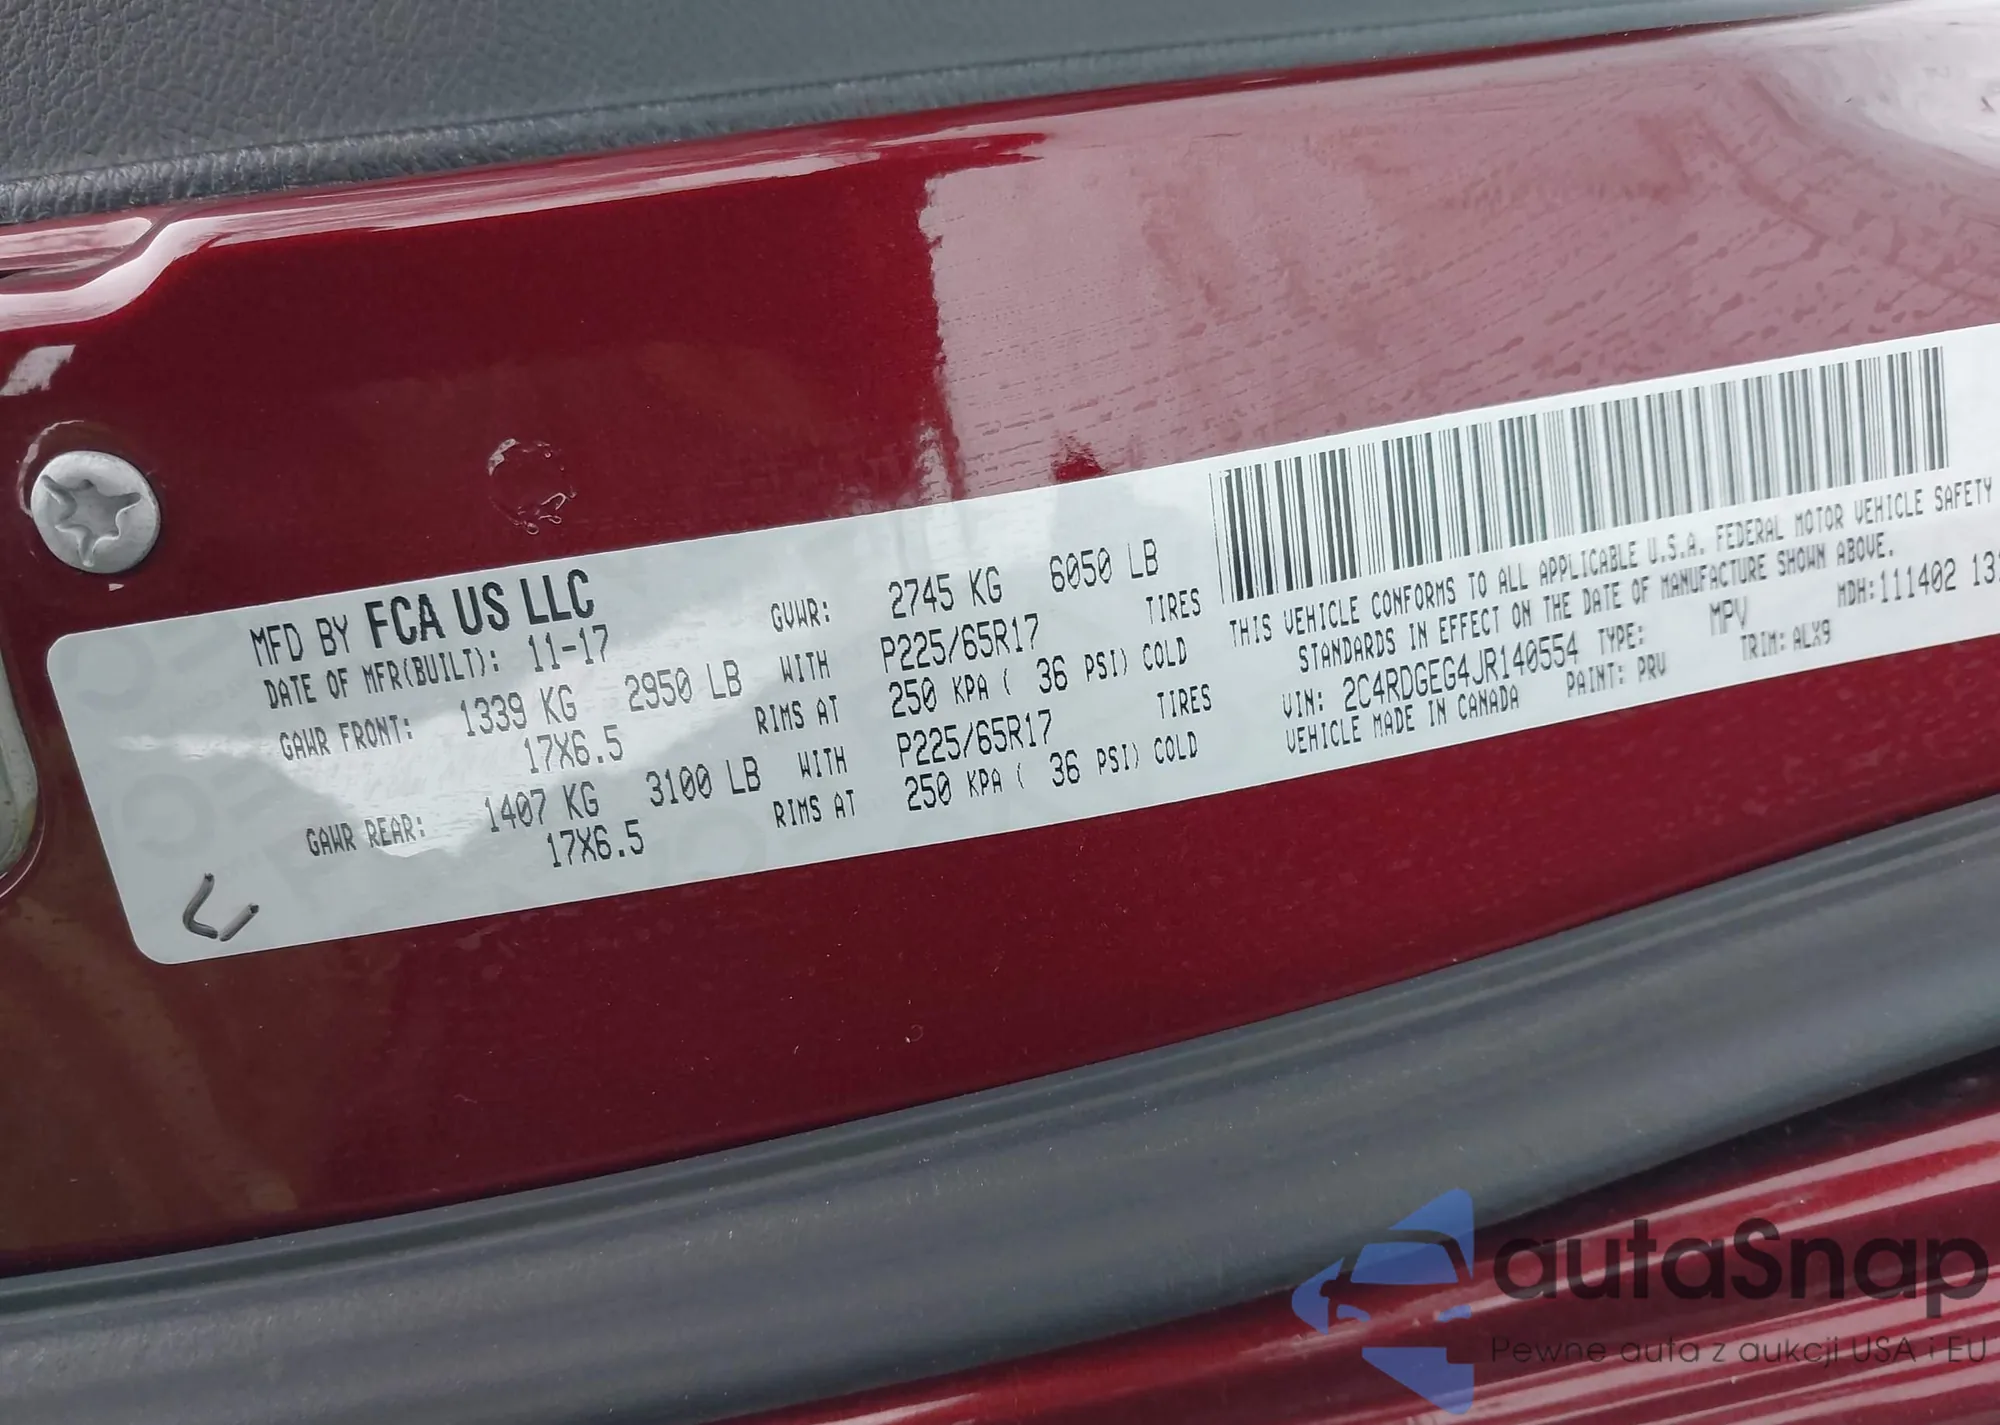 MFD BY FCA US LLC
DATE OF MFR(BUILT): 11-17
GVWR: 2745 KG 6050 LB
GAWR FRONT: 1339 KG 2950 LB WITH P225/65R17 TIRES
17X6.5 RIMS AT 250 KPA ( 36 PSI) COLD
GAWR REAR: 1407 KG 3100 LB WITH P225/65R17 TIRES
17X6.5 RIMS AT 250 KPA ( 36 PSI) COLD
THIS VEHICLE CONFORMS TO ALL APPLICABLE U.S.A. FEDERAL MOTOR VEHICLE SAFETY
STANDARDS IN EFFECT ON THE DATE OF MANUFACTURE SHOWN ABOVE.
VIN: 2C4RDGEG4JR140554 TYPE: MPV MDH:111402
VEHICLE MADE IN CANADA PAINT: PRV TRIM: ALX9
autaSnap
Pewne auta z aukcji USA i EU